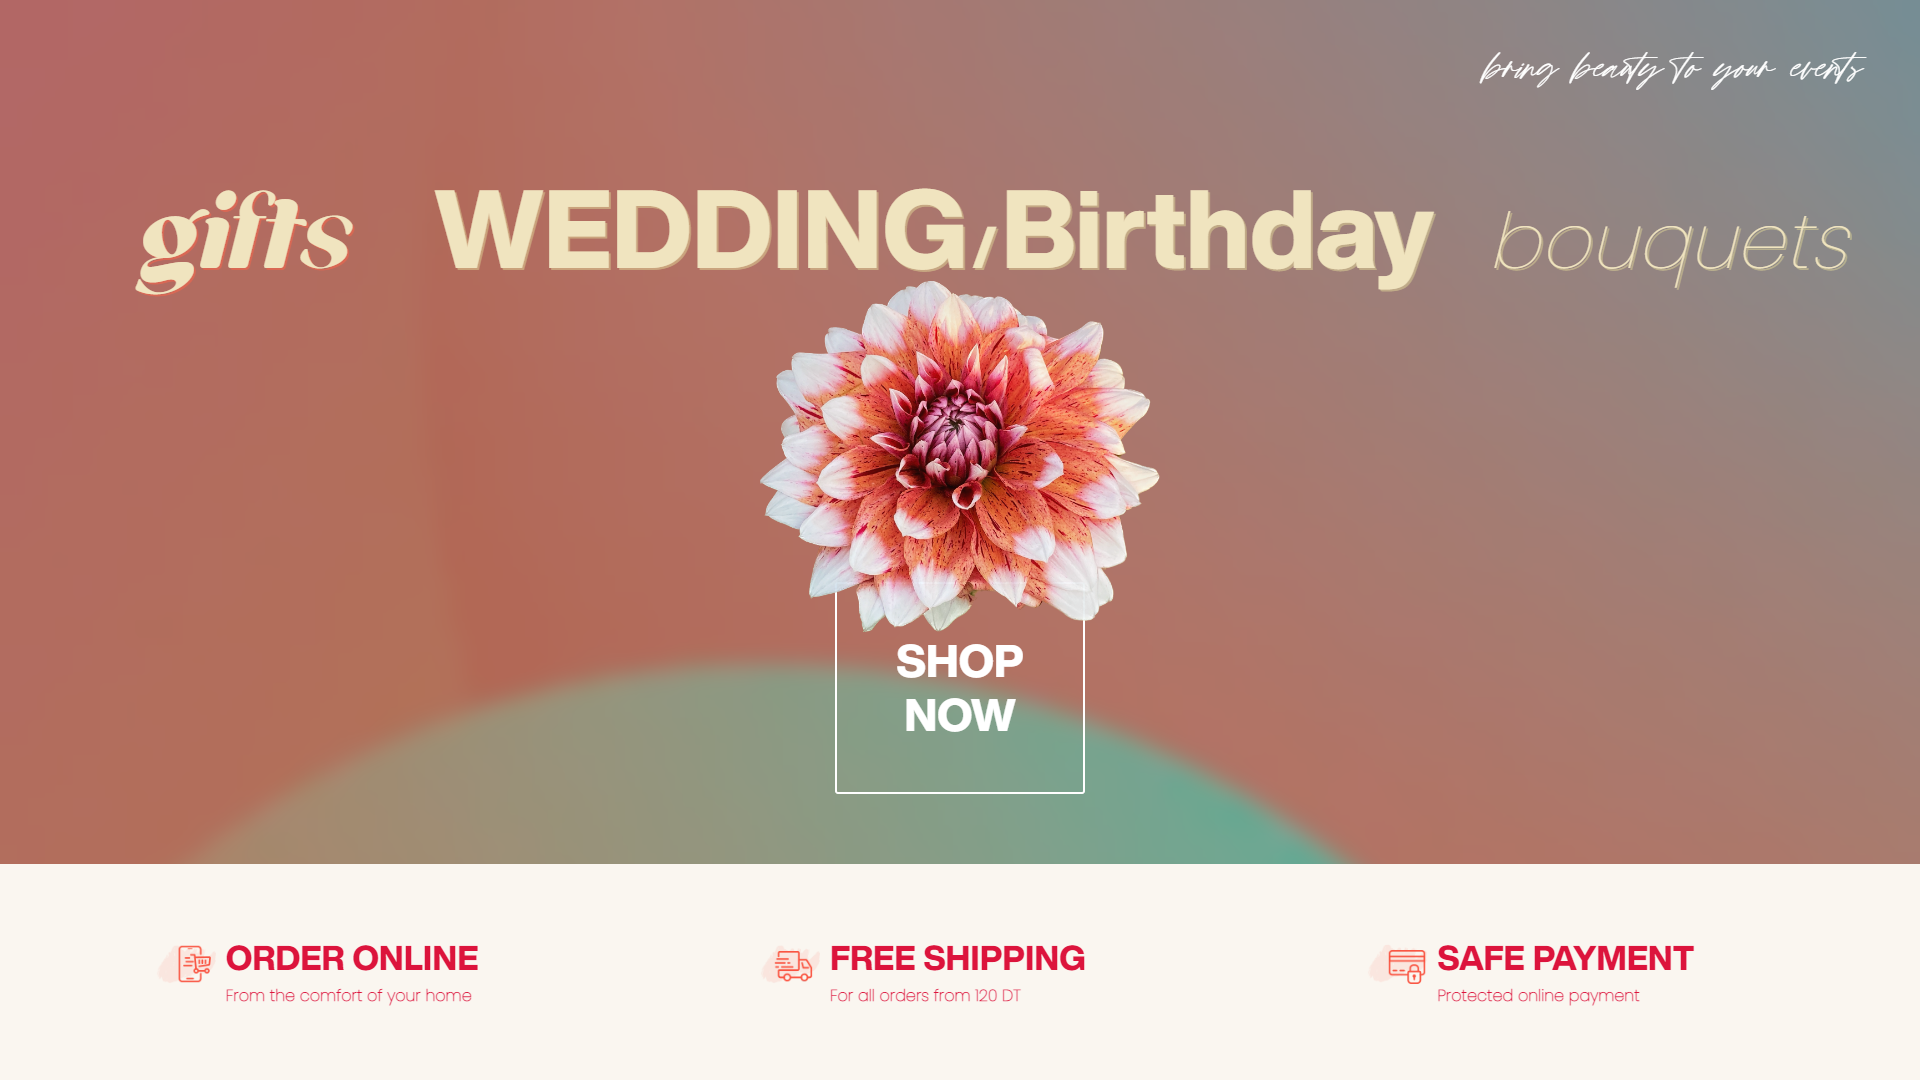 bring beauty to your events
gifts WEDDING/Birthday bouquets
SHOP
NOW
ORDER ONLINE
From the comfort of your home
FREE SHIPPING
For all orders from 120 DT
SAFE PAYMENT
Protected online payment